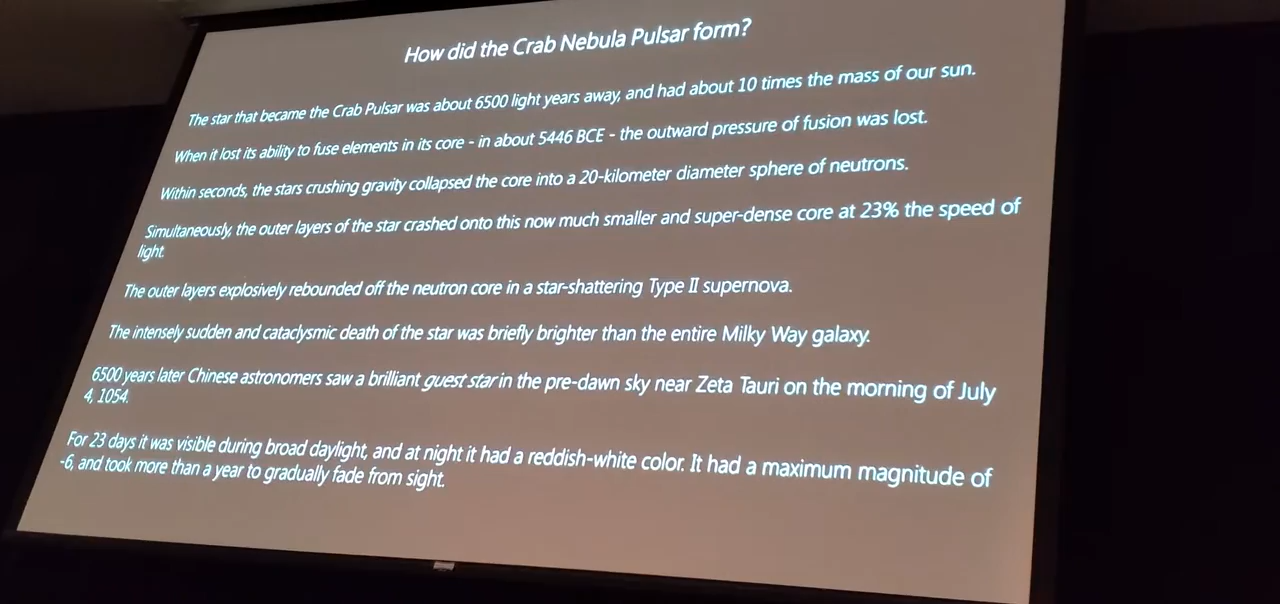 How did the Crab Nebula Pulsar form?
The star that became the Crab Pulsar was about 6500 light years away, and had about 10 times the mass of our sun.
When it lost its ability to fuse elements in its core - in about 5446 BCE - the outward pressure of fusion was lost.
Within seconds, the stars crushing gravity collapsed the core into a 20-kilometer diameter sphere of neutrons.
Simultaneously, the outer layers of the star crashed onto this now much smaller and super-dense core at 23% the speed of
light.
The outer layers explosively rebounded off the neutron core in a star-shattering Type II supernova.
The intensely sudden and cataclysmic death of the star was briefly brighter than the entire Milky Way galaxy.
6500 years later Chinese astronomers saw a brilliant guest star in the pre-dawn sky near Zeta Tauri on the morning of July
4, 1054.
For 23 days it was visible during broad daylight, and at night it had a reddish-white color. It had a maximum magnitude of
-6, and took more than a year to gradually fade from sight.